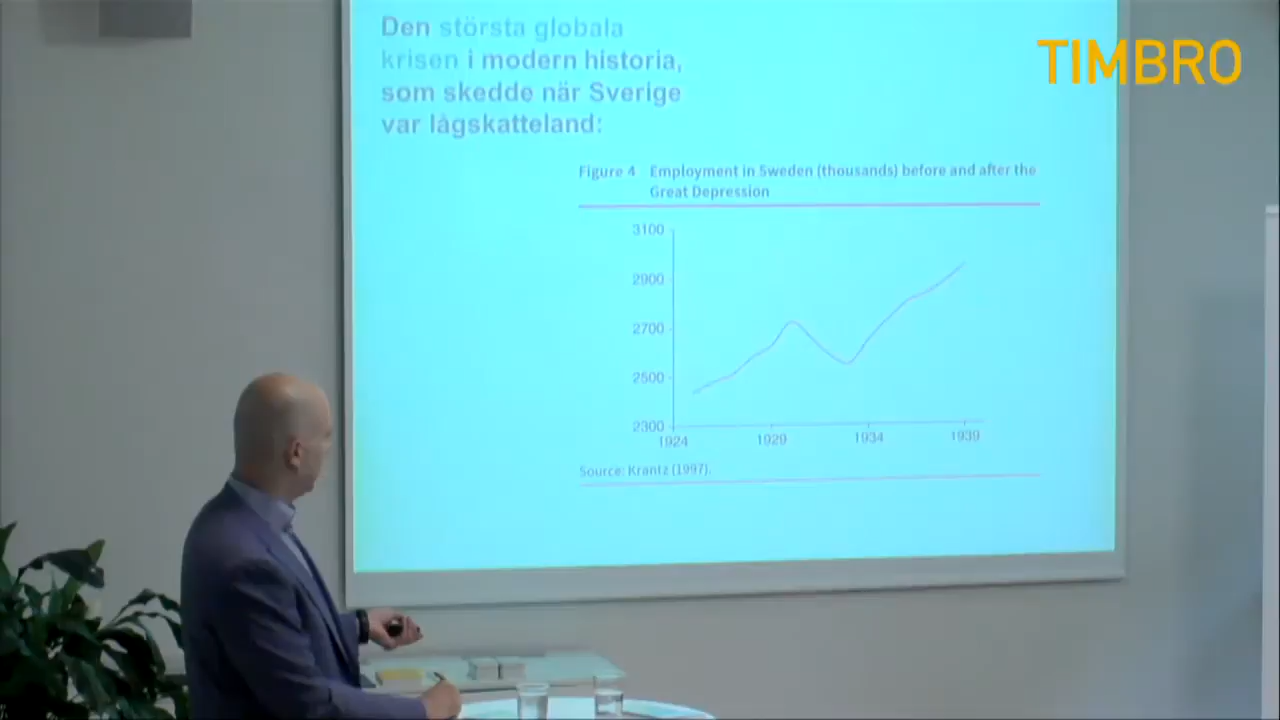 Den största globala
krisen i modern historia,
som skedde när Sverige
var lågskatteland:
TIMBRO
Figure 4 Employment in Sweden (thousands) before and after the
Great Depression
3100
2900
2700
2500
2300
1924 1929 1934 1939
Source: Krantz (1997).